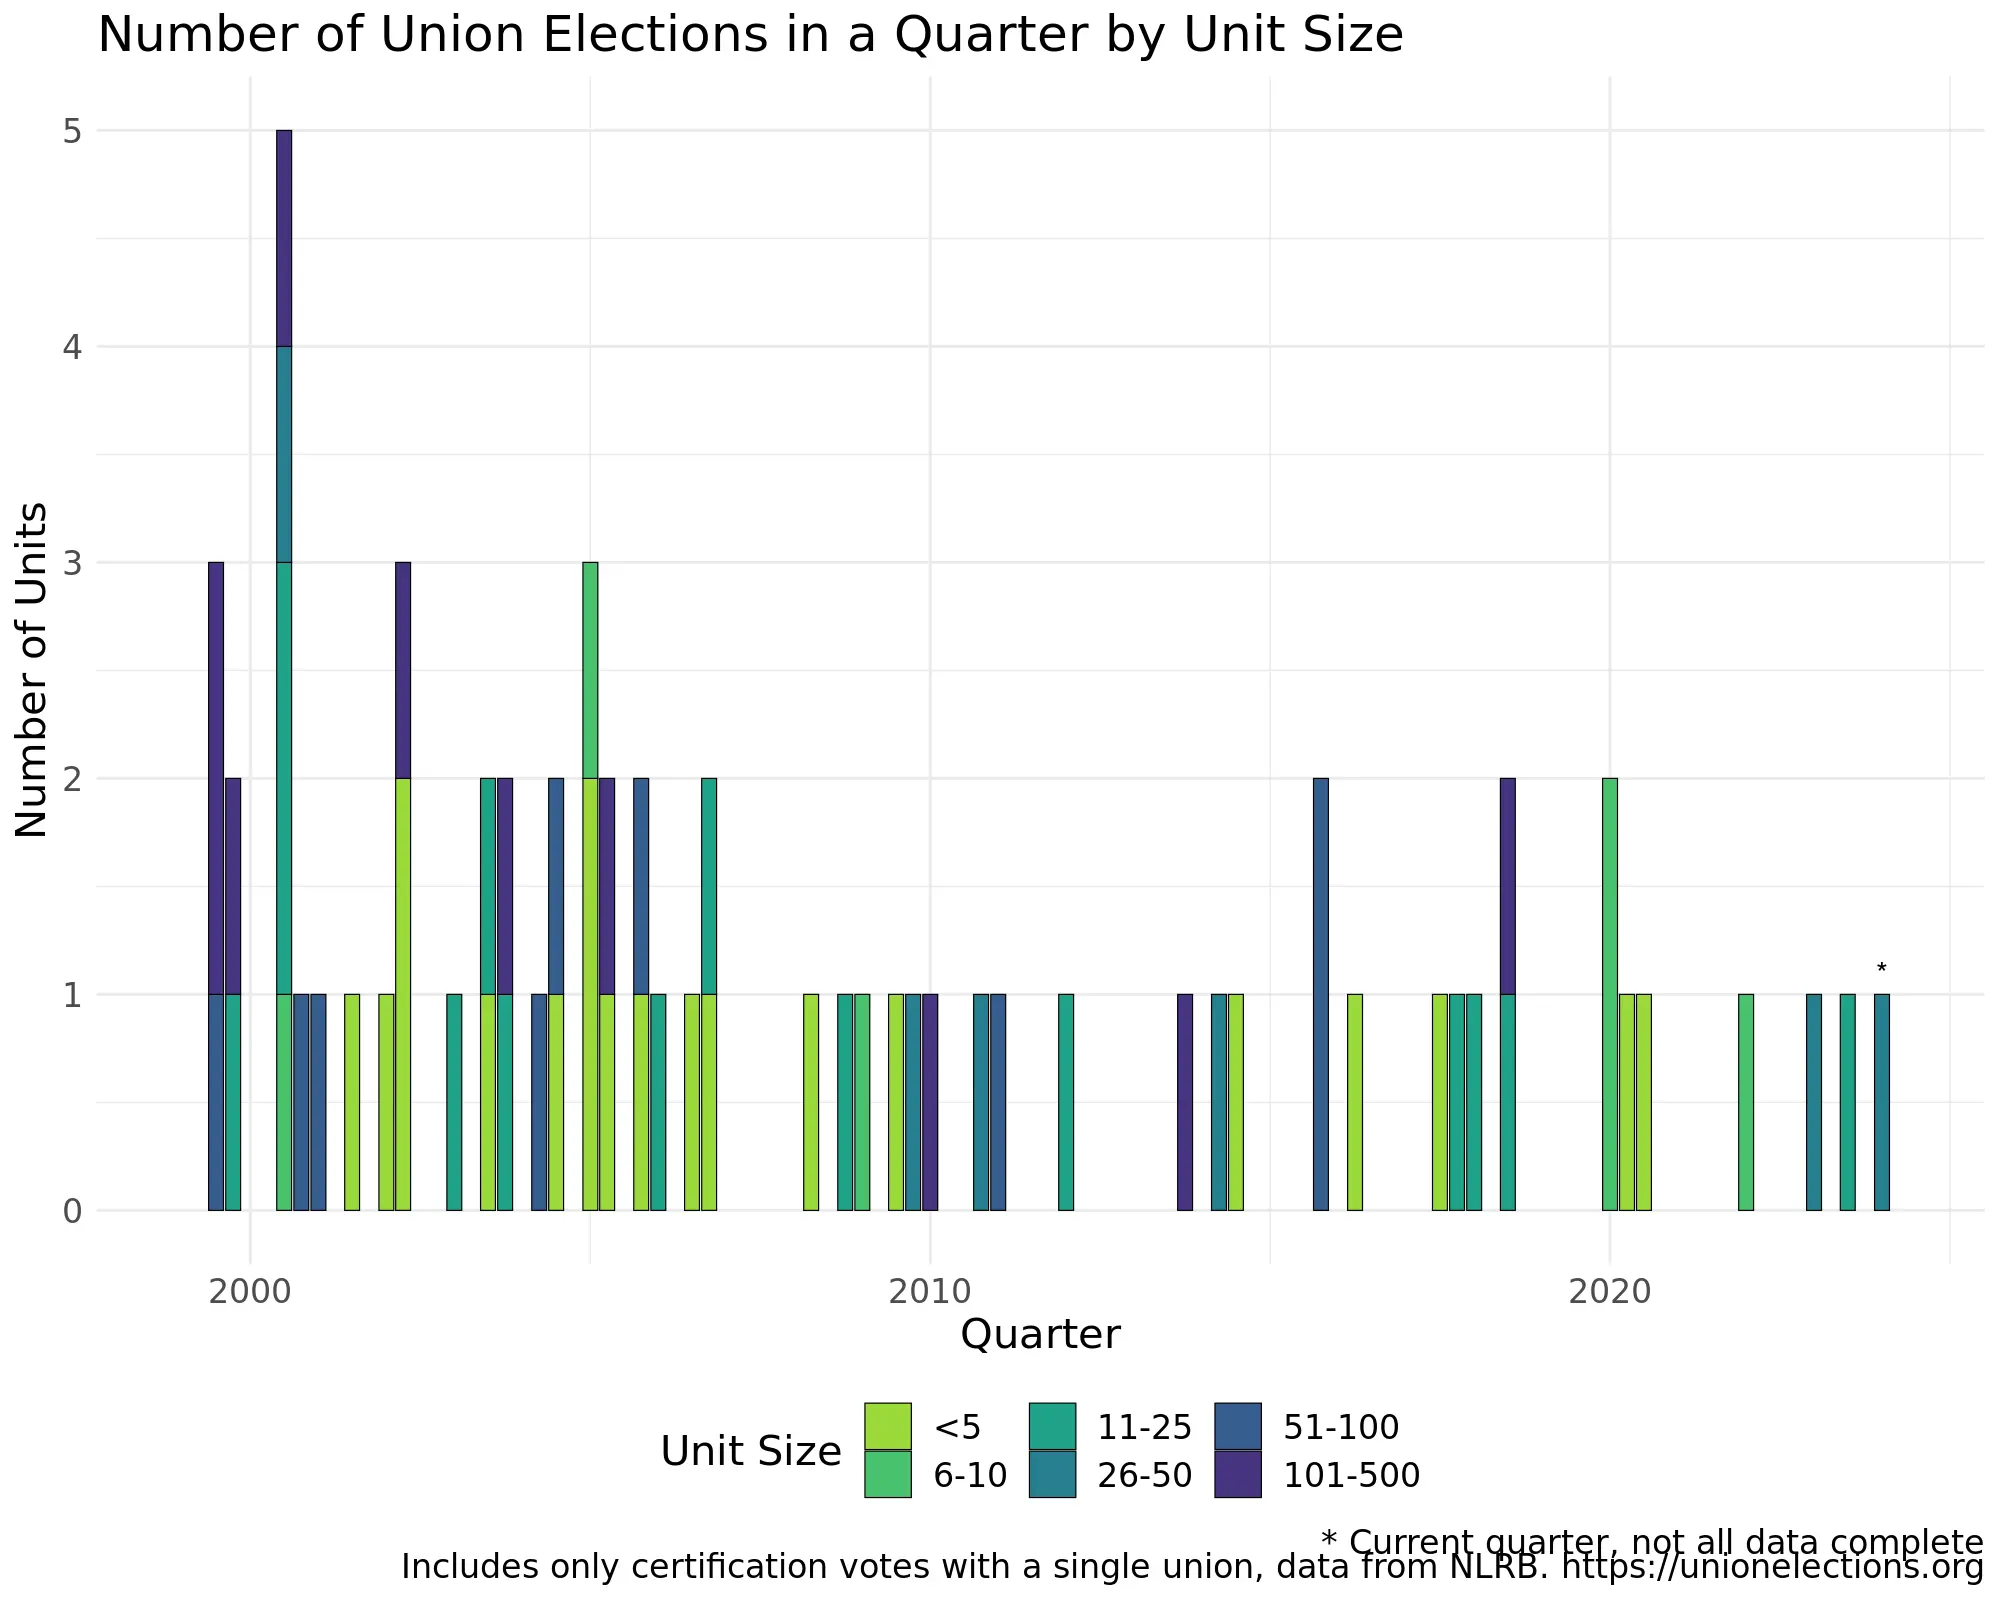 Number of Union Elections in a Quarter by Unit Size
Number of Units
5
4
3
2
1
0
*
2000 2010 2020
Quarter
Unit Size
<5 11-25 51-100
6-10 26-50 101-500
* Current quarter, not all data complete
Includes only certification votes with a single union, data from NLRB. https://unionelections.org